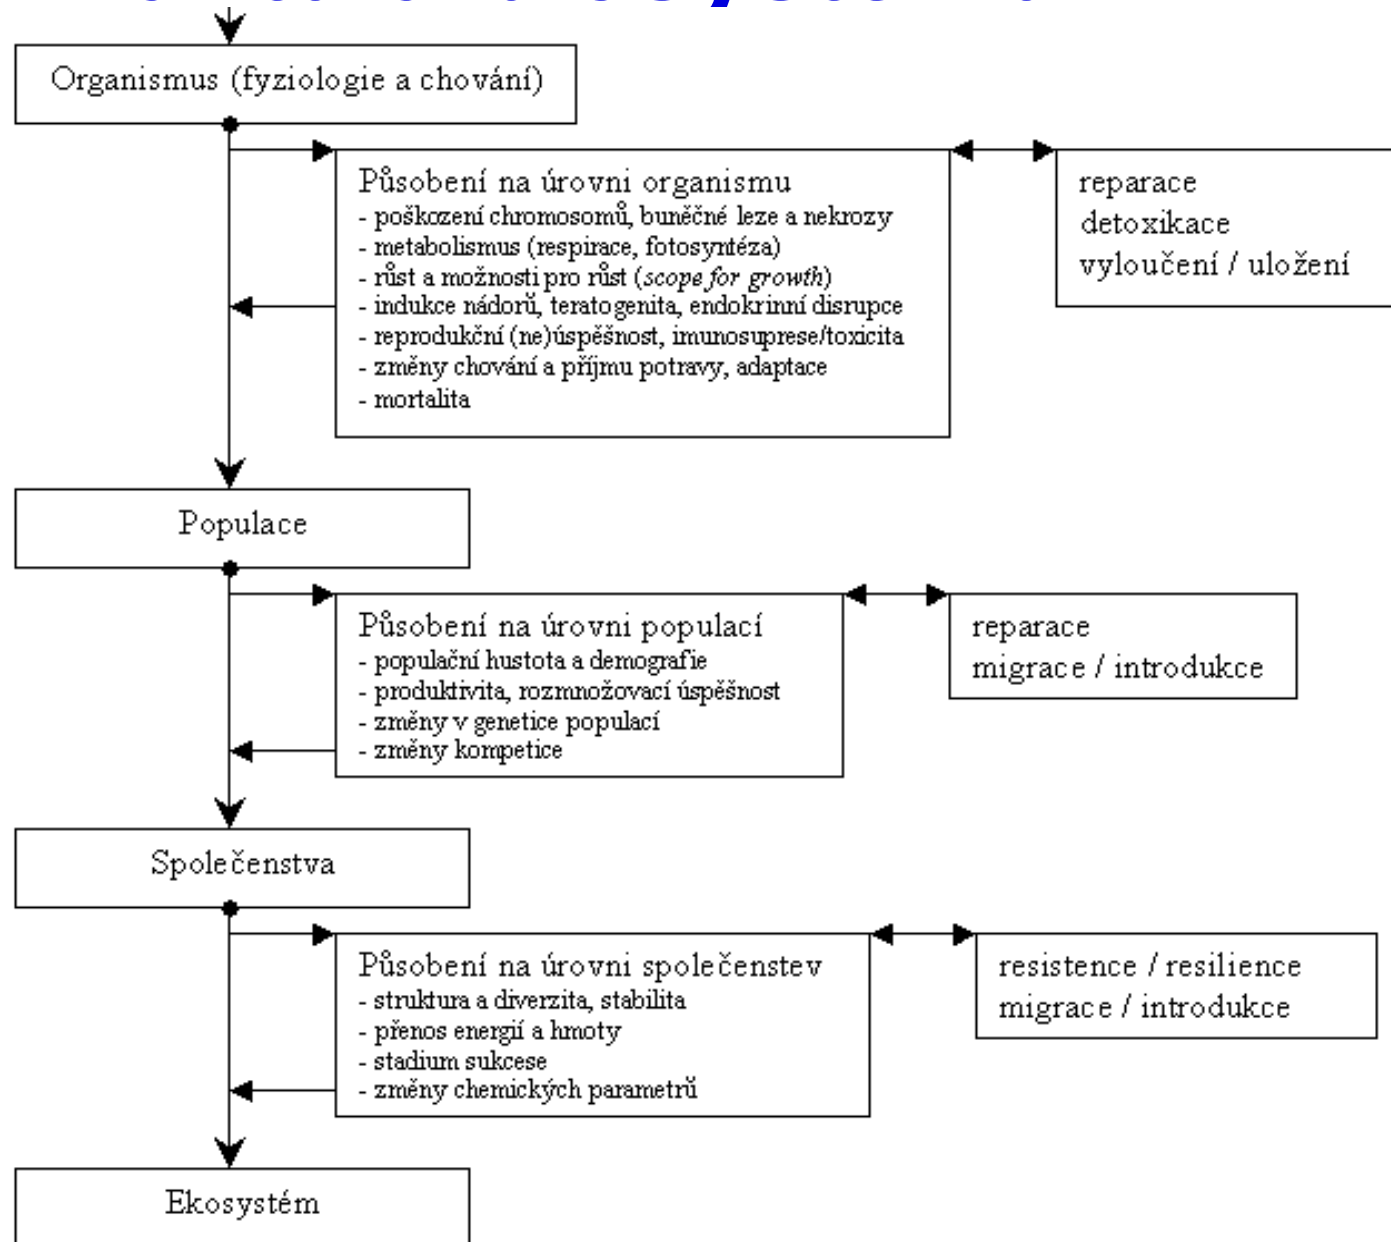 Organismus (fyziologie a chování)
Působení na úrovni organismu
- poškození chromosomů, buněčné leze a nekrozy
- metabolismus (respirace, fotosyntéza)
- růst a možnosti pro růst (scope for growth)
- indukce nádorů, teratogenita, endokrinní disrupce
- reprodukční (ne)úspěšnost, imunosuprese/toxicita
- změny chování a příjmu potravy, adaptace
- mortalita
reparace
detoxikace
vyloučení / uložení
Populace
Působení na úrovni populací
- populační hustota a demografie
- produktivita, rozmnožovací úspěšnost
- změny v genetice populací
- změny kompetice
reparace
migrace / introdukce
Společenstva
Působení na úrovni společenstev
- struktura a diverzita, stabilita
- přenos energií a hmoty
- stadium sukcese
- změny chemických parametrů
resistence / resilience
migrace / introdukce
Ekosystém